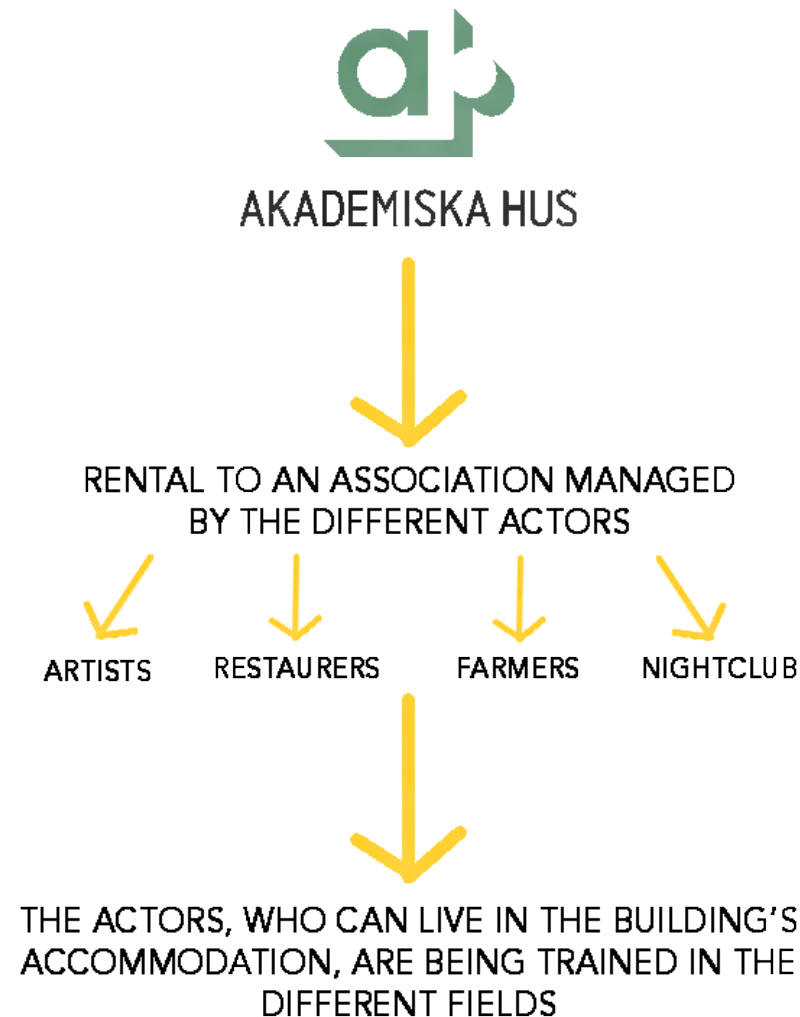 AKADEMISKA HUS
RENTAL TO AN ASSOCIATION MANAGED
BY THE DIFFERENT ACTORS
ARTISTS RESTAURERS FARMERS NIGHTCLUB
THE ACTORS, WHO CAN LIVE IN THE BUILDING'S
ACCOMMODATION, ARE BEING TRAINED IN THE
DIFFERENT FIELDS